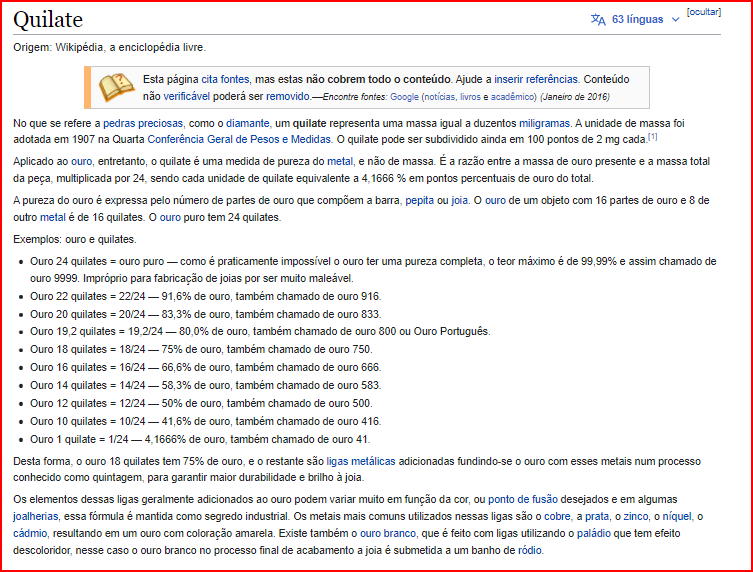 Quilate
63 línguas
[ocultar]
Origem: Wikipédia, a enciclopédia livre.
Esta página cita fontes, mas estas não cobrem todo o conteúdo. Ajude a inserir referências. Conteúdo
não verificável poderá ser removido.—Encontre fontes: Google (notícias, livros e acadêmico) (Janeiro de 2016)
No que se refere a pedras preciosas, como o diamante, um quilate representa uma massa igual a duzentos miligramas. A unidade de massa foi
adotada em 1907 na Quarta Conferência Geral de Pesos e Medidas. O quilate pode ser subdividido ainda em 100 pontos de 2 mg cada.[1]
Aplicado ao ouro, entretanto, o quilate é uma medida de pureza do metal, e não de massa. É a razão entre a massa de ouro presente e a massa total
da peça, multiplicada por 24, sendo cada unidade de quilate equivalente a 4,1666 % em pontos percentuais de ouro do total.
A pureza do ouro é expressa pelo número de partes de ouro que compõem a barra, pepita ou joia. O ouro de um objeto com 16 partes de ouro e 8 de
outro metal é de 16 quilates. O ouro puro tem 24 quilates.
Exemplos: ouro e quilates.
• Ouro 24 quilates = ouro puro — como é praticamente impossível o ouro ter uma pureza completa, o teor máximo é de 99,99% e assim chamado de
ouro 9999. Impróprio para fabricação de joias por ser muito maleável.
• Ouro 22 quilates = 22/24 — 91,6% de ouro, também chamado de ouro 916.
• Ouro 20 quilates = 20/24 — 83,3% de ouro, também chamado de ouro 833.
• Ouro 19,2 quilates = 19,2/24 — 80,0% de ouro, também chamado de ouro 800 ou Ouro Português.
• Ouro 18 quilates = 18/24 — 75% de ouro, também chamado de ouro 750.
• Ouro 16 quilates = 16/24 — 66,6% de ouro, também chamado de ouro 666.
• Ouro 14 quilates = 14/24 — 58,3% de ouro, também chamado de ouro 583.
• Ouro 12 quilates = 12/24 — 50% de ouro, também chamado de ouro 500.
• Ouro 10 quilates = 10/24 — 41,6% de ouro, também chamado de ouro 416.
• Ouro 1 quilate = 1/24 — 4,1666% de ouro, também chamado de ouro 41.
Desta forma, o ouro 18 quilates tem 75% de ouro, e o restante são ligas metálicas adicionadas fundindo-se o ouro com esses metais num processo
conhecido como quintagem, para garantir maior durabilidade e brilho à joia.
Os elementos dessas ligas geralmente adicionados ao ouro podem variar muito em função da cor, ou ponto de fusão desejados e em algumas
joalherias, essa fórmula é mantida como segredo industrial. Os metais mais comuns utilizados nessas ligas são o cobre, a prata, o zinco, o níquel, o
cádmio, resultando em um ouro com coloração amarela. Existe também o ouro branco, que é feito com ligas utilizando o paládio que tem efeito
descoloridor, nesse caso o ouro branco no processo final de acabamento a joia é submetida a um banho de ródio.